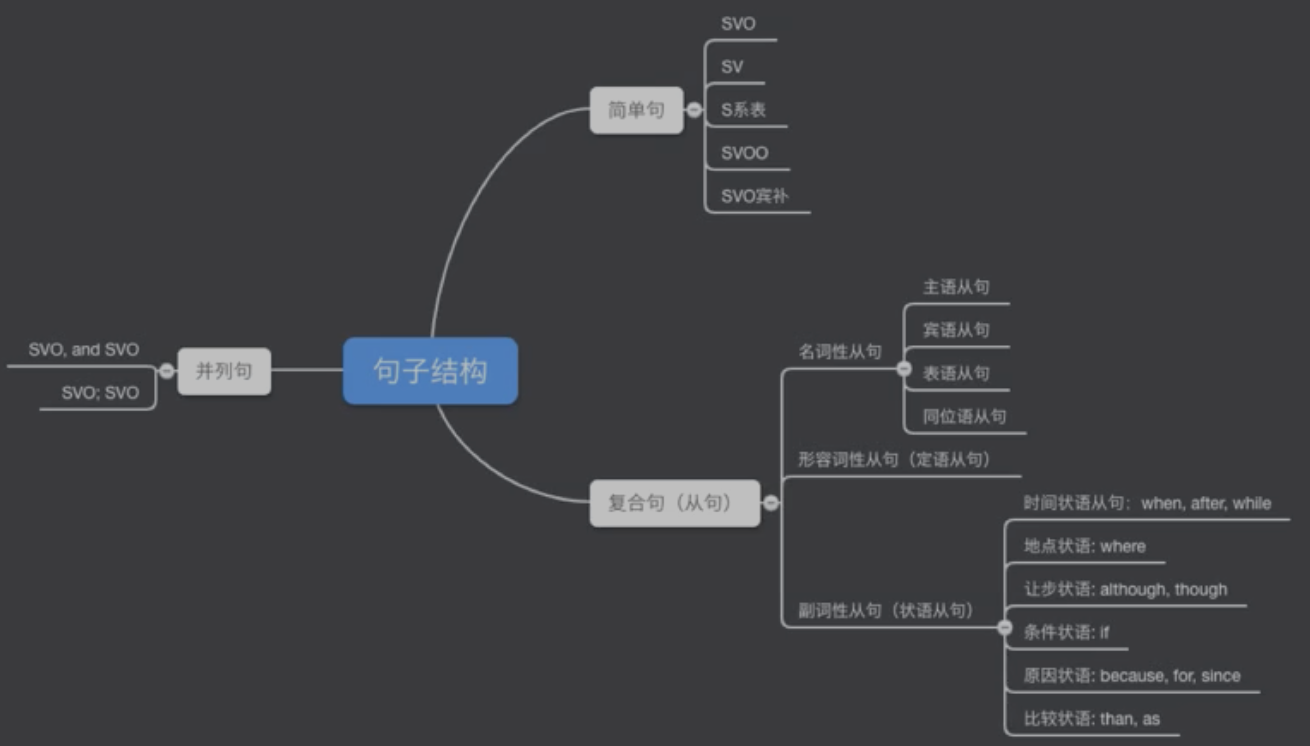 句子结构
简单句
SVO
SV
S系表
SVOO
SVO宾补
并列句
SVO, and SVO
SVO; SVO
复合句（从句）
名词性从句
主语从句
宾语从句
表语从句
同位语从句
形容词性从句（定语从句）
副词性从句（状语从句）
时间状语从句：when, after, while
地点状语: where
让步状语: although, though
条件状语: if
原因状语: because, for, since
比较状语: than, as